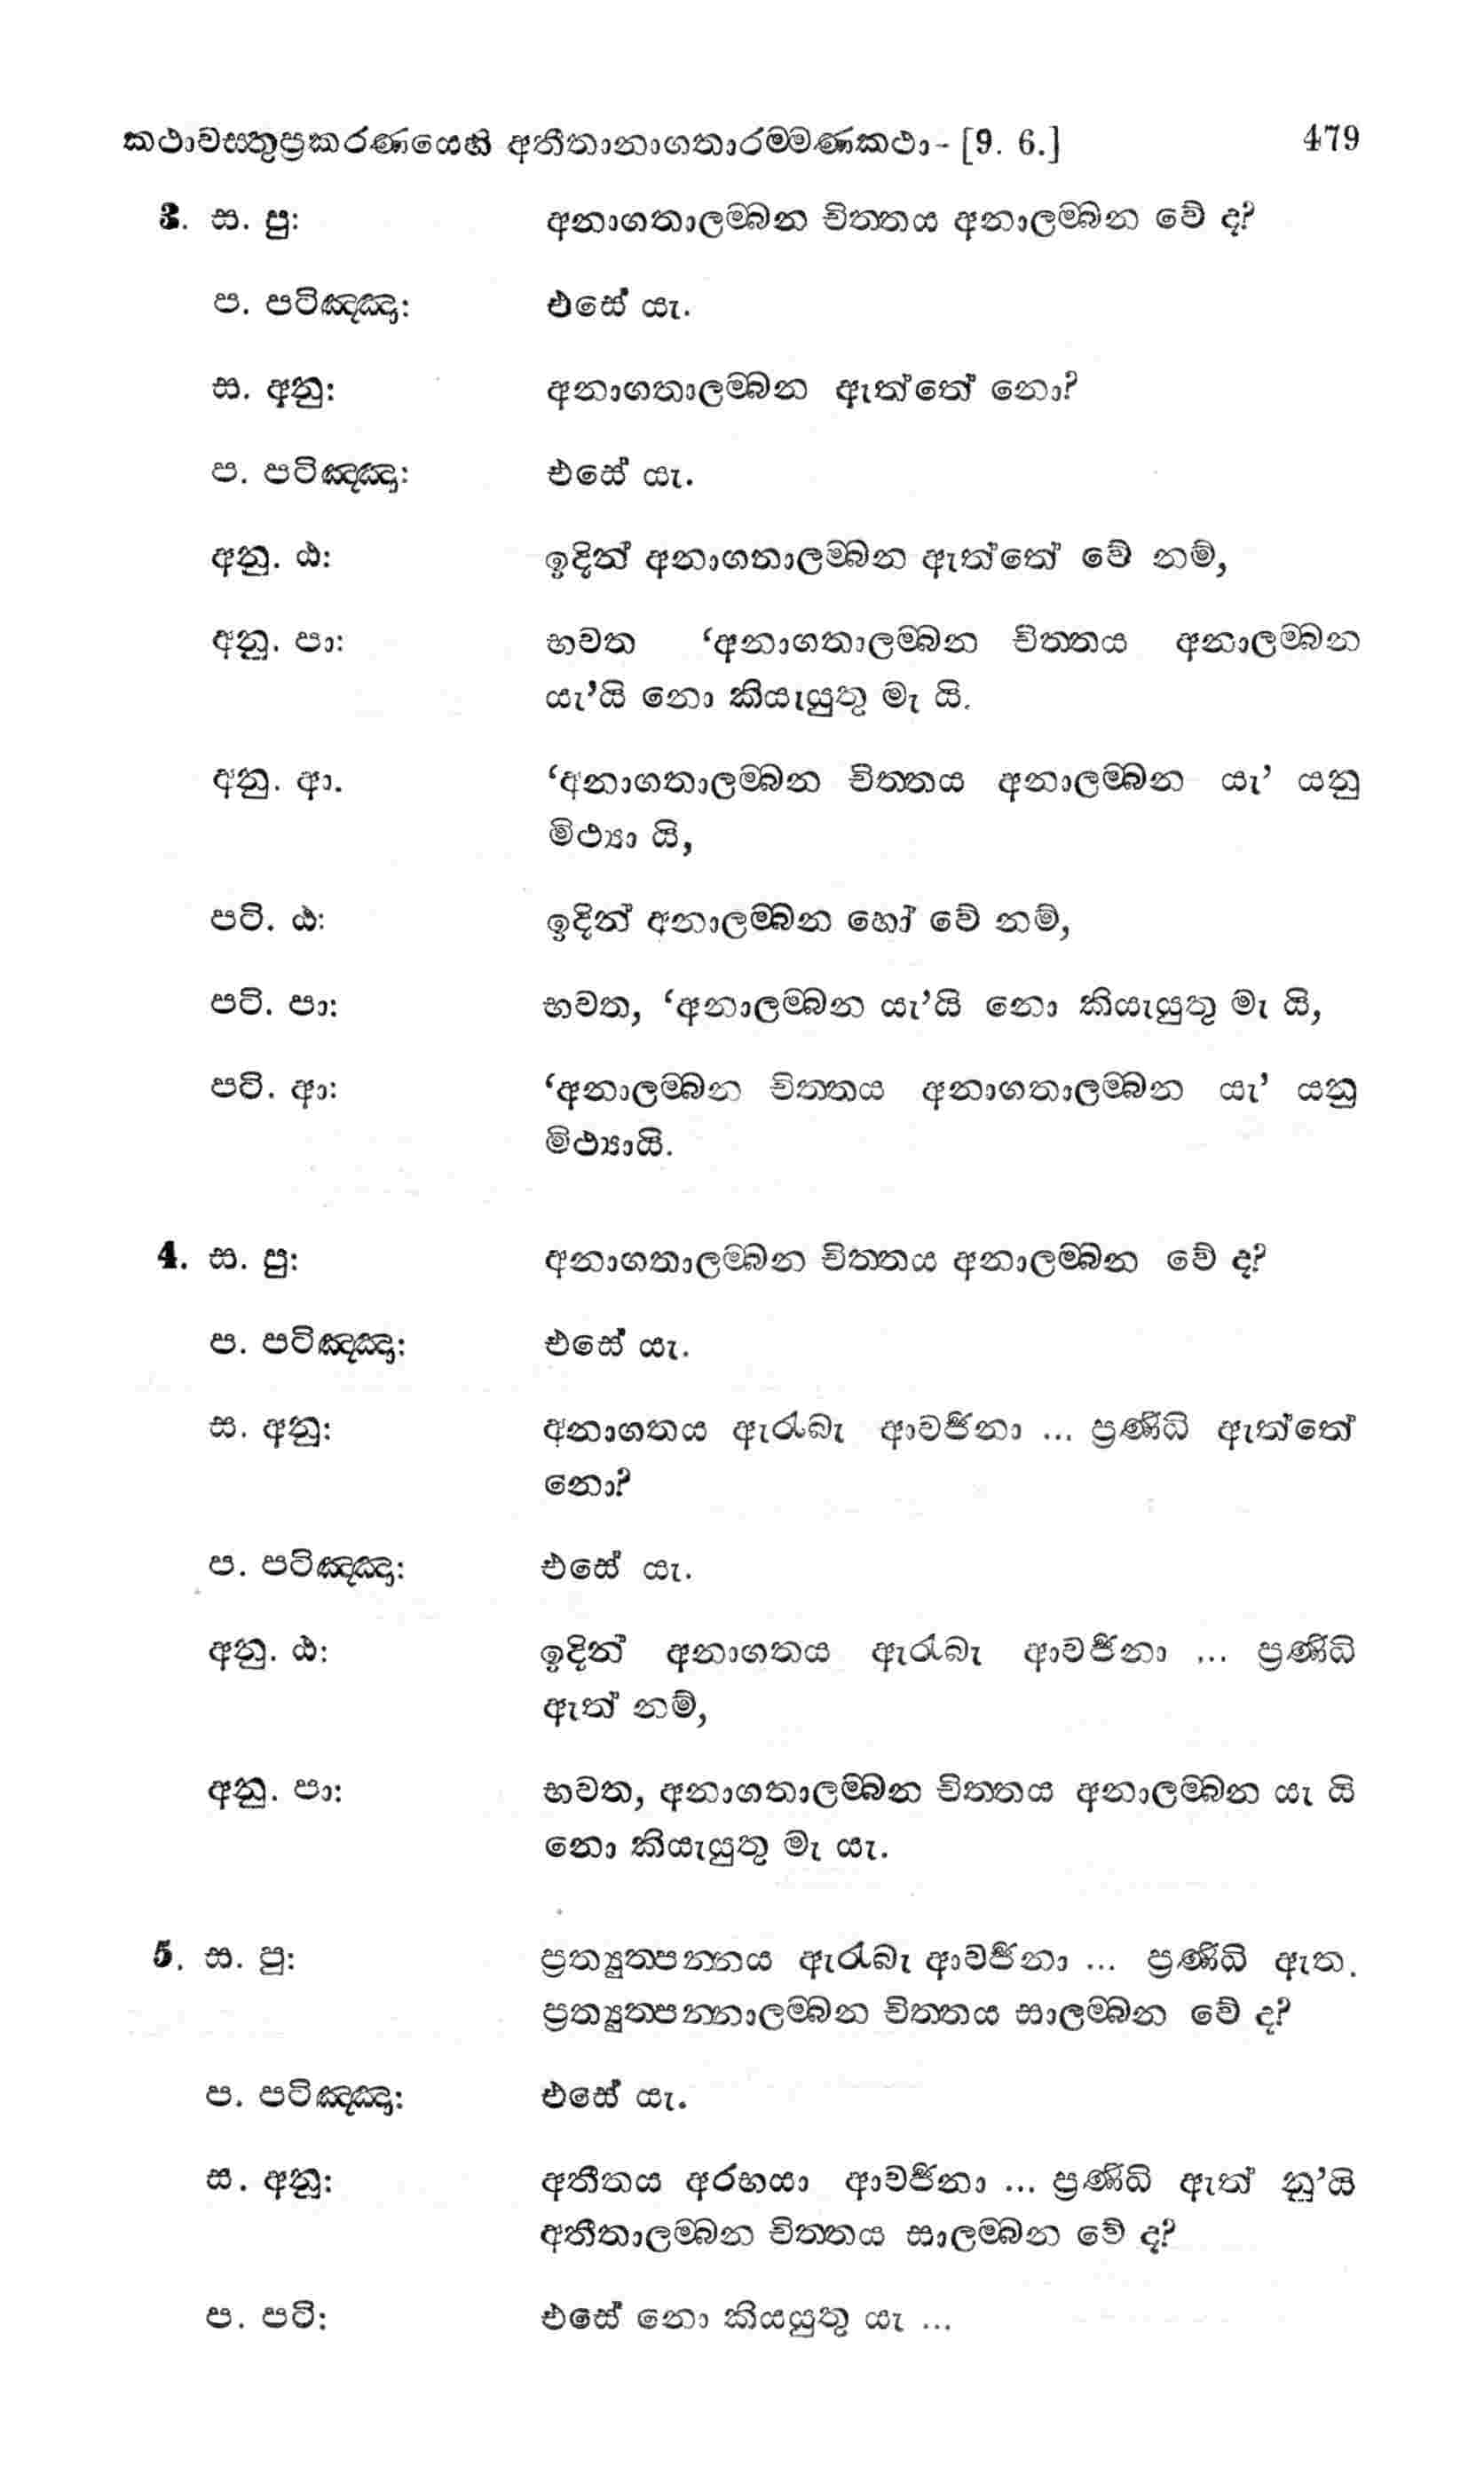 කථාවස්තුප්‍රකරණයෙහි අතීතානාගතාරම්මණකථා- [9. 6.] 479
3. ස. පු: අනාගතාලම්බන චිත්තය අනාලම්බන වේ ද?
ප. පටිඤ්ඤා: එසේ යැ.
ස. අනු: අනාගතාලම්බන ඇත්තේ නො?
ප. පටිඤ්ඤා: එසේ යැ.
අනු. ඨ: ඉදින් අනාගතාලම්බන ඇත්තේ වේ නම්,
අනු. පා: භවත ‘අනාගතාලම්බන චිත්තය අනාලම්බන
යැ’යි නො කියැයුතු මැ යි.
අනු. ආ. ‘අනාගතාලම්බන චිත්තය අනාලම්බන යැ’ යනු
මිථ්‍යා යි,
පටි. ඨ: ඉදින් අනාලම්බන හෝ වේ නම්,
පටි. පා: භවත, ‘අනාලම්බන යැ’යි නො කියැයුතු මැ යි,
පටි. ආ: ‘අනාලම්බන චිත්තය අනාගතාලම්බන යැ’ යනු
මිථ්‍යායි.
4. ස. පු: අනාගතාලම්බන චිත්තය අනාලම්බන වේ ද?
ප. පටිඤ්ඤා: එසේ යැ.
ස. අනු: අනාගතය ඇරැබැ ආවර්ජනා ... ප්‍රණිධි ඇත්තේ
නො?
ප. පටිඤ්ඤා: එසේ යැ.
අනු. ඨ: ඉදින් අනාගතය ඇරැබැ ආවර්ජනා ... ප්‍රණිධි
ඇත් නම්,
අනු. පා: භවත, අනාගතාලම්බන චිත්තය අනාලම්බන යැ යි
නො කියැයුතු මැ යැ.
5. ස. පු: ප්‍රත්‍යුත්පන්නය ඇරැබැ ආවර්ජනා ... ප්‍රණිධි ඇත.
ප්‍රත්‍යුත්පන්නාලම්බන චිත්තය සාලම්බන වේ ද?
ප. පටිඤ්ඤා: එසේ යැ.
ස. අනු: අතීතය අරභයා ආවර්ජනා ... ප්‍රණිධි ඇත් නු’යි
අතීතාලම්බන චිත්තය සාලම්බන වේ ද?
ප. පටි: එසේ නො කියයුතු යැ ...